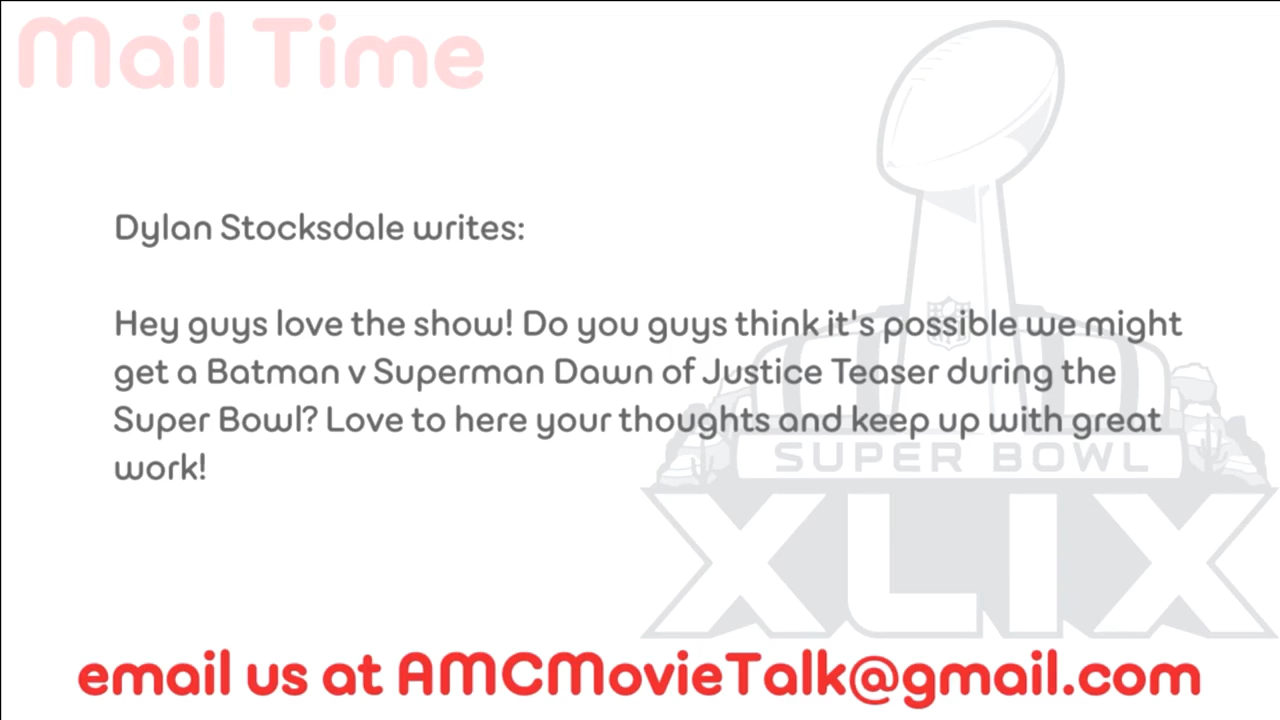 Mail Time
Dylan Stocksdale writes:
Hey guys love the show! Do you guys think it's possible we might
get a Batman v Superman Dawn of Justice Teaser during the
Super Bowl? Love to here your thoughts and keep up with great
work!
NFL
SUPER BOWL
XLIX
email us at AMCMovieTalk@gmail.com